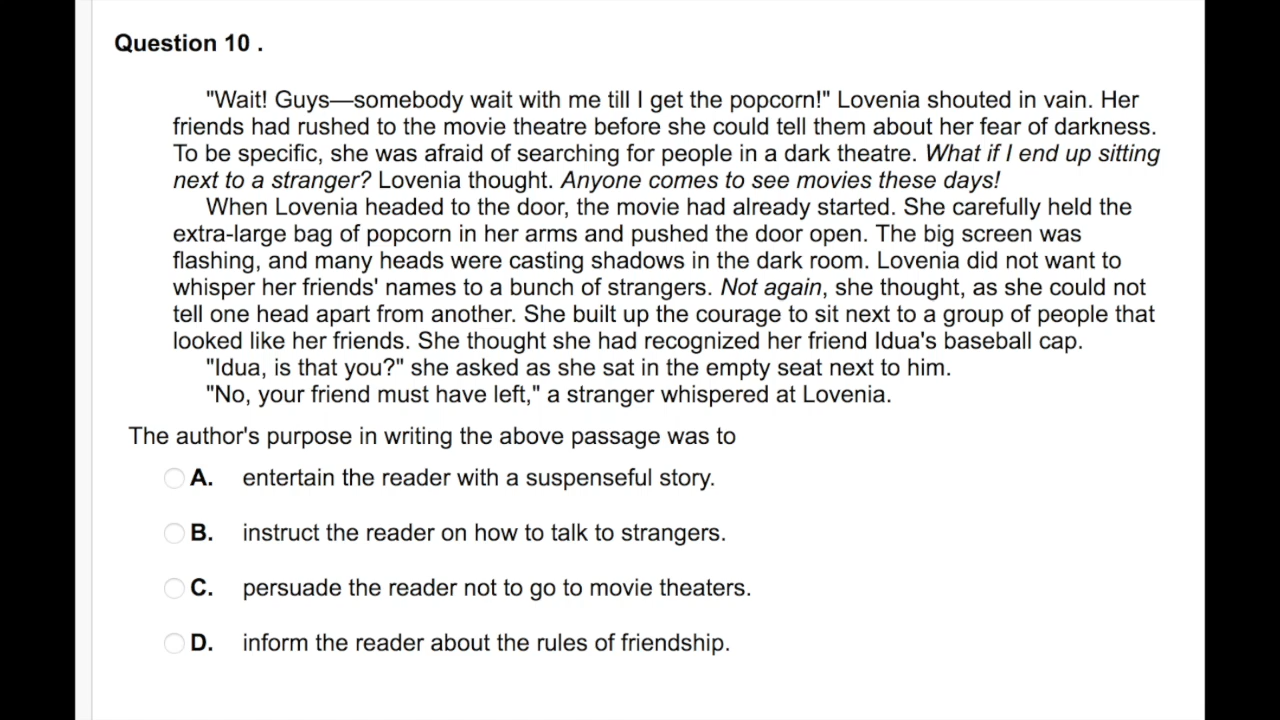 Question 10 .
"Wait! Guys—somebody wait with me till I get the popcorn!" Lovenia shouted in vain. Her
friends had rushed to the movie theatre before she could tell them about her fear of darkness.
To be specific, she was afraid of searching for people in a dark theatre. What if I end up sitting
next to a stranger? Lovenia thought. Anyone comes to see movies these days!
When Lovenia headed to the door, the movie had already started. She carefully held the
extra-large bag of popcorn in her arms and pushed the door open. The big screen was
flashing, and many heads were casting shadows in the dark room. Lovenia did not want to
whisper her friends' names to a bunch of strangers. Not again, she thought, as she could not
tell one head apart from another. She built up the courage to sit next to a group of people that
looked like her friends. She thought she had recognized her friend Idua's baseball cap.
"Idua, is that you?" she asked as she sat in the empty seat next to him.
"No, your friend must have left," a stranger whispered at Lovenia.
The author's purpose in writing the above passage was to
A. entertain the reader with a suspenseful story.
B. instruct the reader on how to talk to strangers.
C. persuade the reader not to go to movie theaters.
D. inform the reader about the rules of friendship.